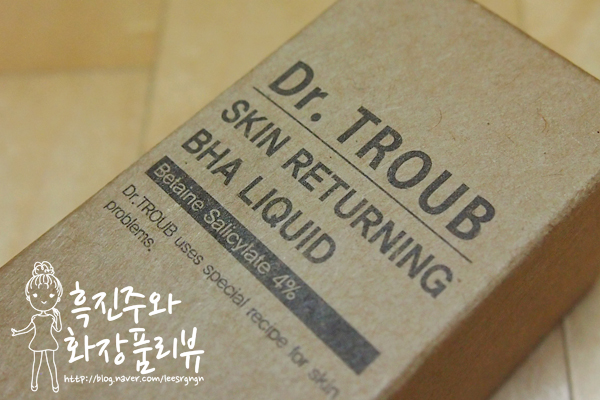 Dr. TROUB
SKIN RETURNING
BHA LIQUID
Betaine Salicylate 4%
Dr.TROUB uses special recipe for skin
problems.
흑진주와
화장품리뷰
http://blog.naver.com/leesrgngn